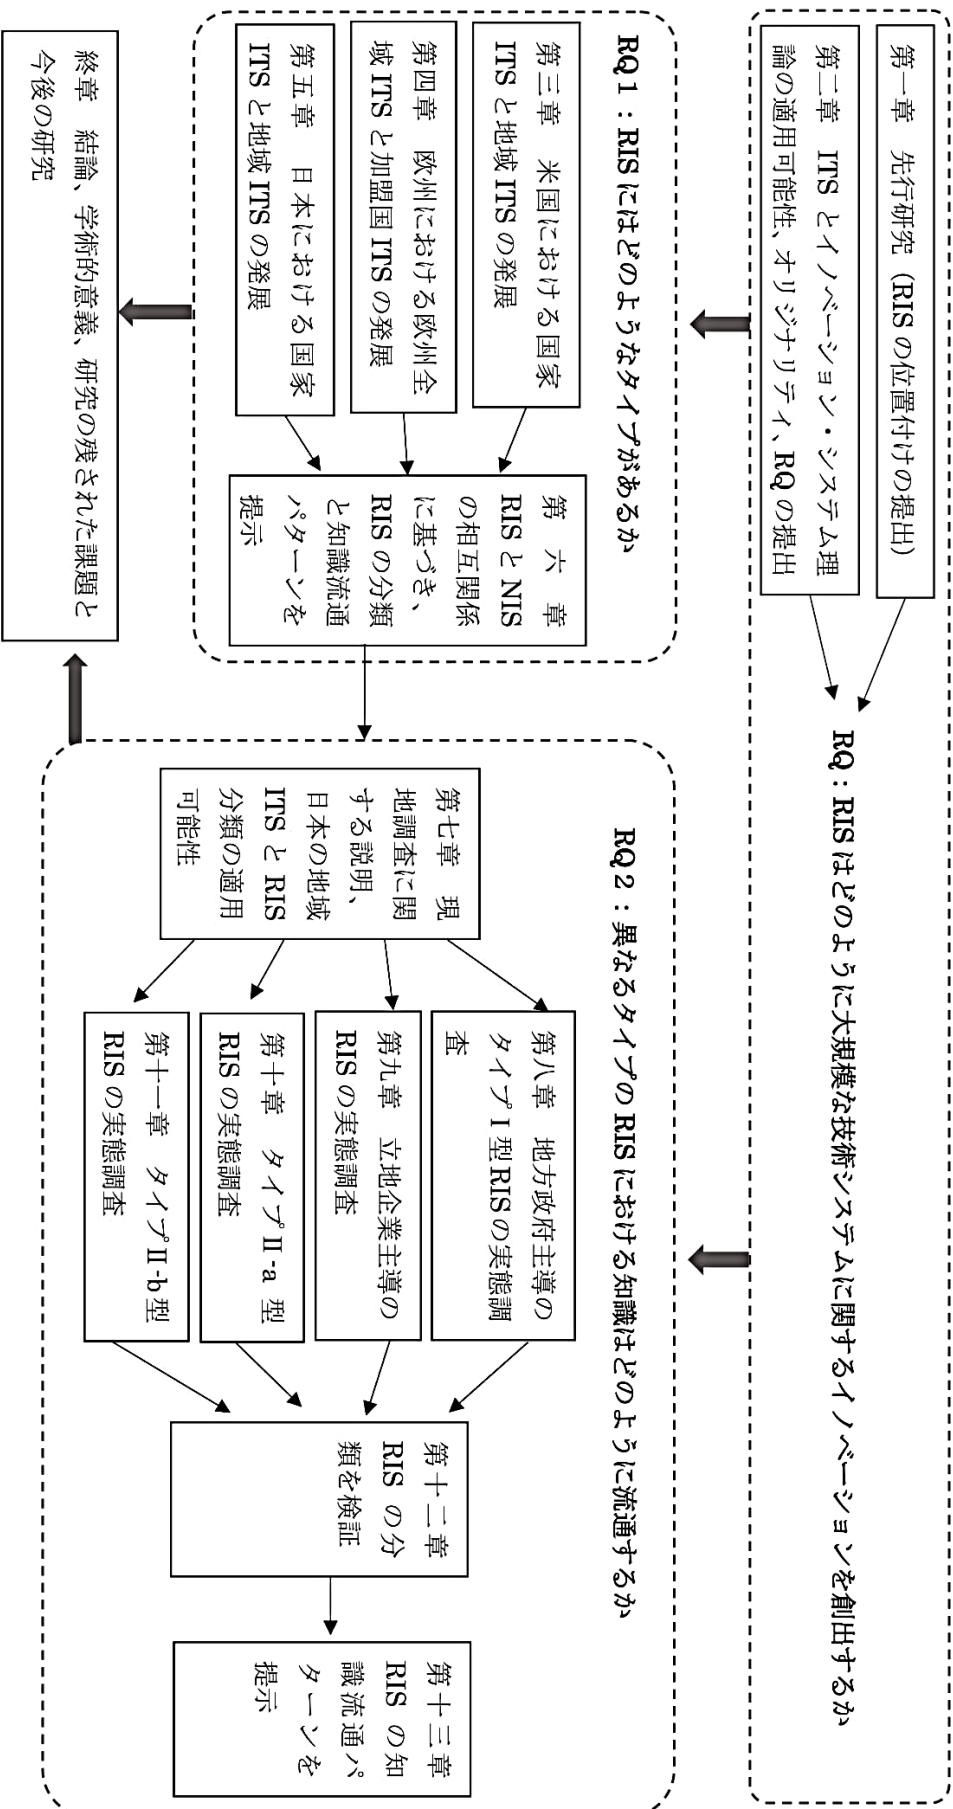 第一章　先行研究（RISの位置付けの提出）
第二章　ITSとイノベーション・システム理
論の適用可能性、オリジナリティ、RQの提出
RQ：RISはどのように大規模な技術システムに関するイノベーションを創出するか
RQ1：RISにはどのようなタイプがあるか
第三章　米国における国家
ITSと地域ITSの発展
第四章　欧州における欧州全
域ITSと加盟国ITSの発展
第五章　日本における国家
ITSと地域ITSの発展
第六章
RISとNIS
の相互関係
に基づき、
RISの分類
と知識流通
パターンを
提示
RQ2：異なるタイプのRISにおける知識はどのように流通するか
第七章　現
地調査に関
する説明、
日本の地域
ITSとRIS
分類の適用
可能性
第八章　地方政府主導の
タイプI型RISの実態調
査
第九章　立地企業主導の
RISの実態調査
第十章　タイプII-a型
RISの実態調査
第十一章　タイプII-b型
RISの実態調査
第十二章
RISの分
類を検証
第十三章
RISの知
識流通パ
ターンを
提示
終章　結論、学術的意義、研究の残された課題と
今後の研究